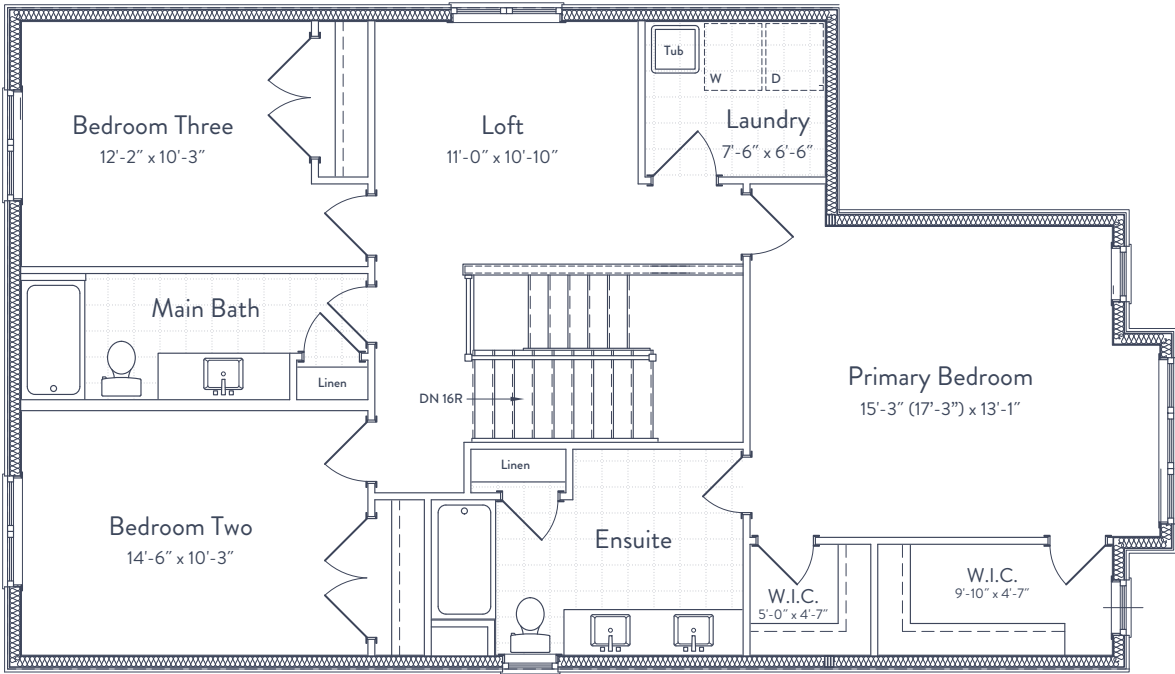 Tub
W
D
Bedroom Three
12'-2" x 10'-3"
Loft
11'-0" x 10'-10"
Laundry
7'-6" x 6'-6"
Main Bath
Linen
DN 16R
Primary Bedroom
15'-3" (17'-3") x 13'-1"
Linen
Bedroom Two
14'-6" x 10'-3"
Ensuite
W.I.C.
5'-0" x 4'-7"
W.I.C.
9'-10" x 4'-7"